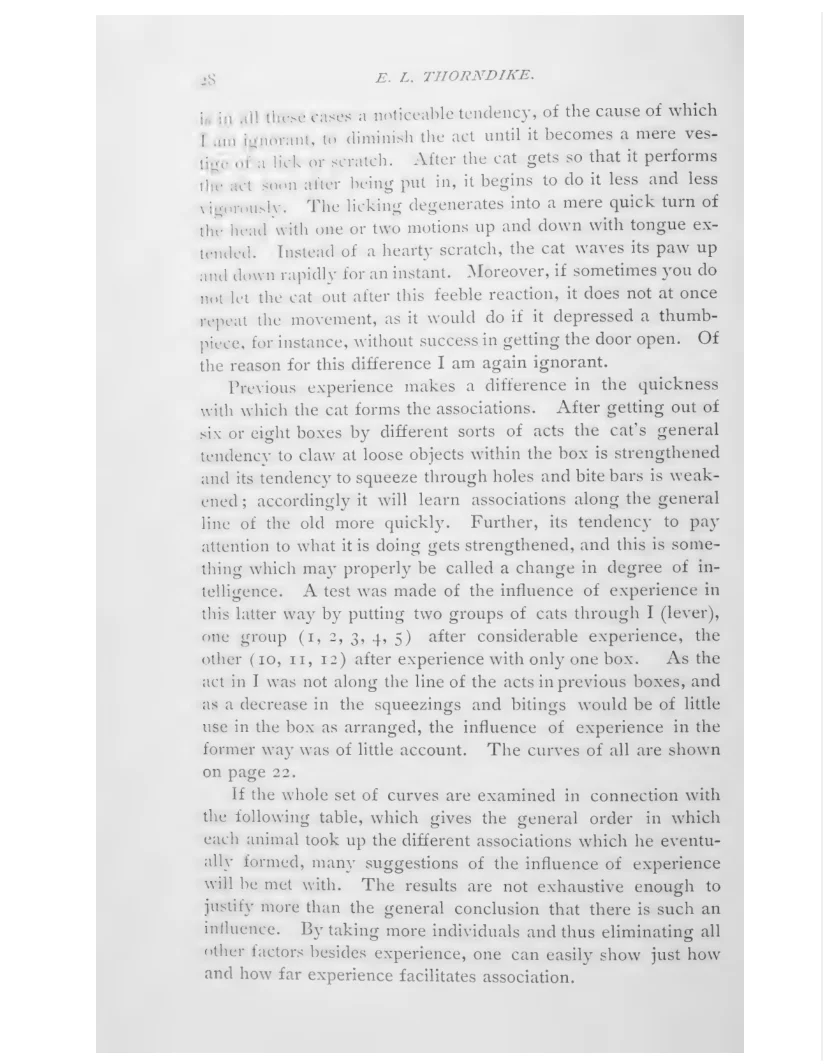 28 E. L. THORNDIKE.
is in all these cases a noticeable tendency, of the cause of which
I am ignorant, to diminish the act until it becomes a mere ves-
tige of a lick or scratch. After the cat gets so that it performs
the act soon after being put in, it begins to do it less and less
vigorously. The licking degenerates into a mere quick turn of
the head with one or two motions up and down with tongue ex-
tended. Instead of a hearty scratch, the cat waves its paw up
and down rapidly for an instant. Moreover, if sometimes you do
not let the cat out after this feeble reaction, it does not at once
repeat the movement, as it would do if it depressed a thumb-
piece, for instance, without success in getting the door open. Of
the reason for this difference I am again ignorant.
Previous experience makes a difference in the quickness
with which the cat forms the associations. After getting out of
six or eight boxes by different sorts of acts the cat's general
tendency to claw at loose objects within the box is strengthened
and its tendency to squeeze through holes and bite bars is weak-
ened; accordingly it will learn associations along the general
line of the old more quickly. Further, its tendency to pay
attention to what it is doing gets strengthened, and this is some-
thing which may properly be called a change in degree of in-
telligence. A test was made of the influence of experience in
this latter way by putting two groups of cats through I (lever),
one group (1, 2, 3, 4, 5) after considerable experience, the
other (10, 11, 12) after experience with only one box. As the
act in I was not along the line of the acts in previous boxes, and
as a decrease in the squeezings and bitings would be of little
use in the box as arranged, the influence of experience in the
former way was of little account. The curves of all are shown
on page 22.
If the whole set of curves are examined in connection with
the following table, which gives the general order in which
each animal took up the different associations which he eventu-
ally formed, many suggestions of the influence of experience
will be met with. The results are not exhaustive enough to
justify more than the general conclusion that there is such an
influence. By taking more individuals and thus eliminating all
other factors besides experience, one can easily show just how
and how far experience facilitates association.